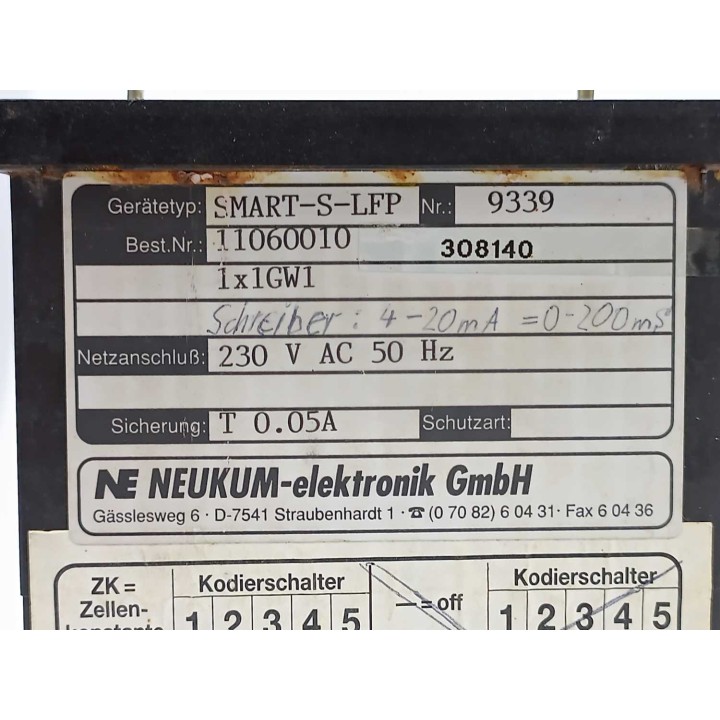 Gerätetyp: SMART-S-LFP Nr.: 9339
Best.Nr.: 11060010 308140
1x1GW1
Schreiber: 4-20mA = 0-200mS
Netzanschluß: 230 V AC 50 Hz
Sicherung: T 0.05A Schutzart:
NE NEUKUM-elektronik GmbH
Gässlesweg 6 · D-7541 Straubenhardt 1 · ☎ (0 70 82) 6 04 31 · Fax 6 04 36
ZK = Kodierschalter — = off Kodierschalter
Zellen- 1 2 3 4 5 1 2 3 4 5
konstante